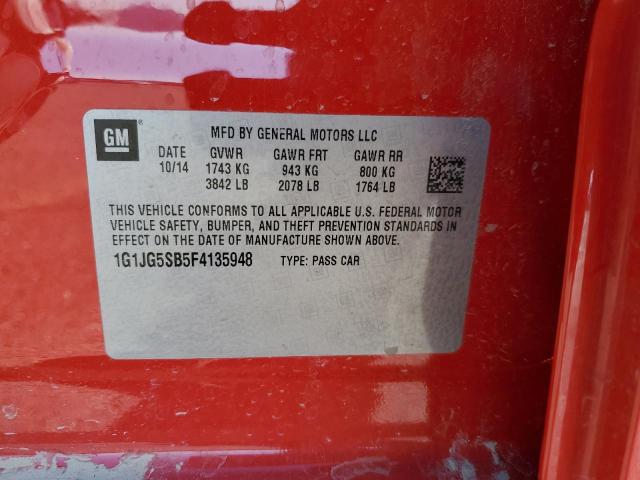 GM ®
MFD BY GENERAL MOTORS LLC
DATE GVWR GAWR FRT GAWR RR
10/14 1743 KG 943 KG 800 KG
3842 LB 2078 LB 1764 LB
THIS VEHICLE CONFORMS TO ALL APPLICABLE U.S. FEDERAL MOTOR
VEHICLE SAFETY, BUMPER, AND THEFT PREVENTION STANDARDS IN
EFFECT ON THE DATE OF MANUFACTURE SHOWN ABOVE.
1G1JG5SB5F4135948 TYPE: PASS CAR